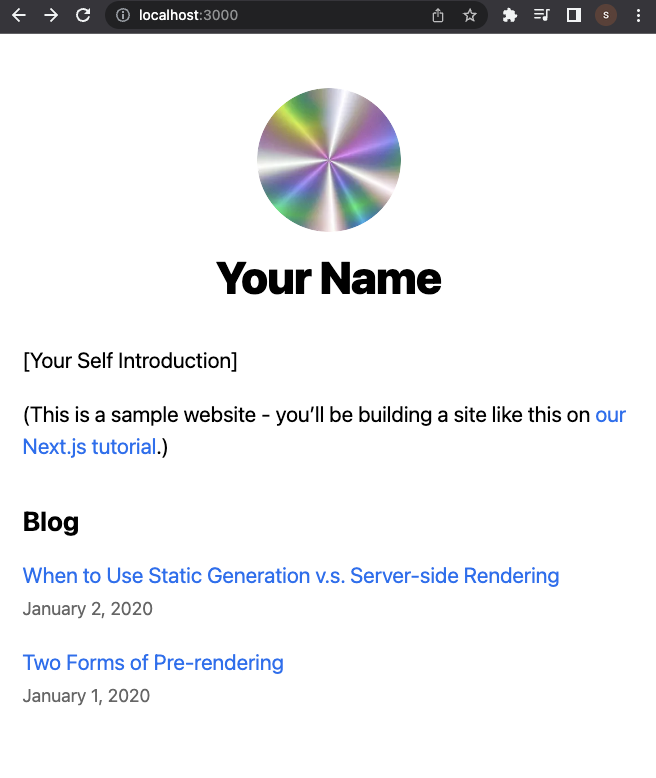 localhost:3000
S
Your Name
[Your Self Introduction]
(This is a sample website - you’ll be building a site like this on our
Next.js tutorial.)
Blog
When to Use Static Generation v.s. Server-side Rendering
January 2, 2020
Two Forms of Pre-rendering
January 1, 2020